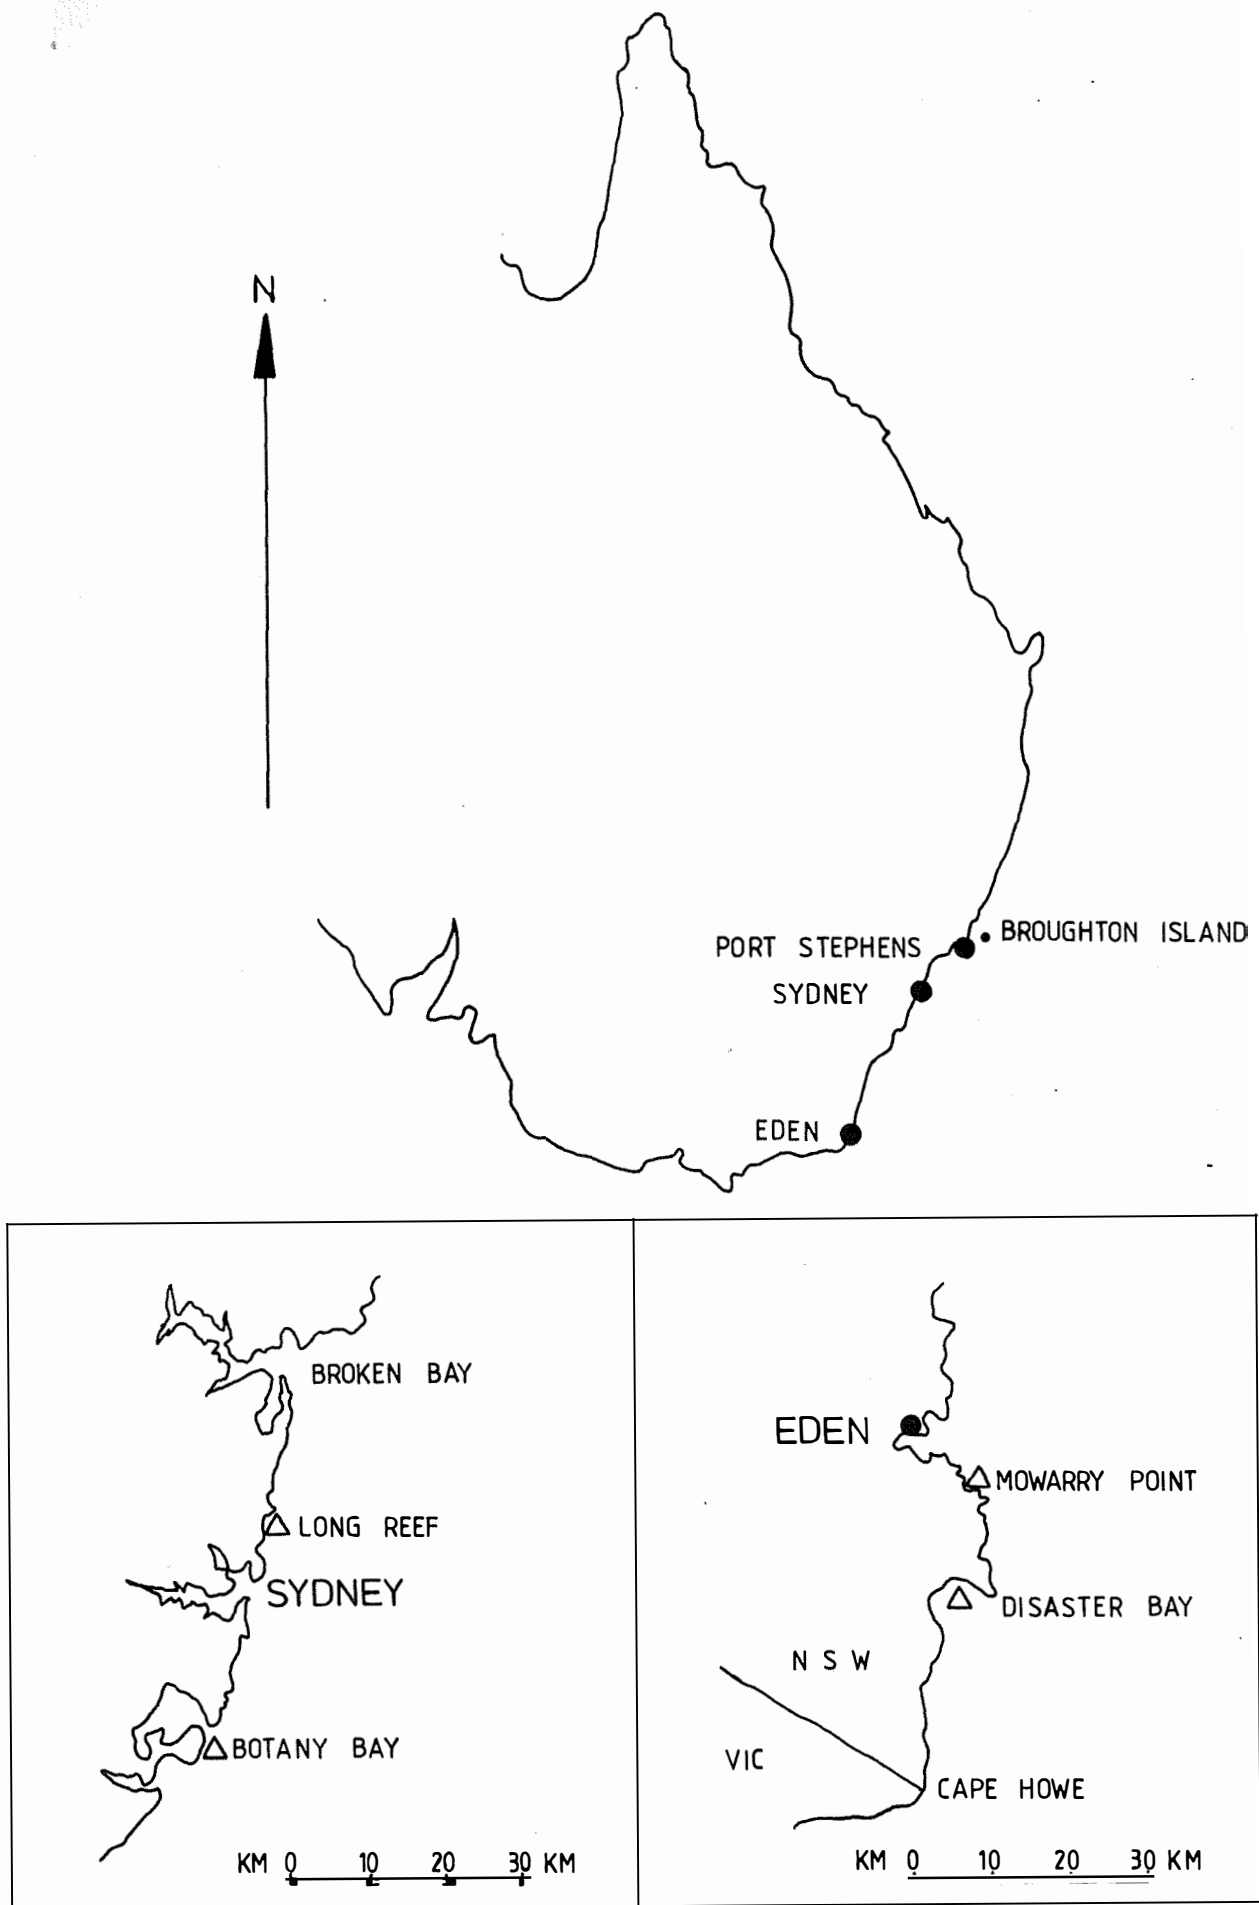 N
BROUGHTON ISLAND
PORT STEPHENS
SYDNEY
EDEN
BROKEN BAY
LONG REEF
SYDNEY
BOTANY BAY
KM 0 10 20 30 KM
EDEN
MOWARRY POINT
DISASTER BAY
N S W
VIC
CAPE HOWE
KM 0 10 20 30 KM